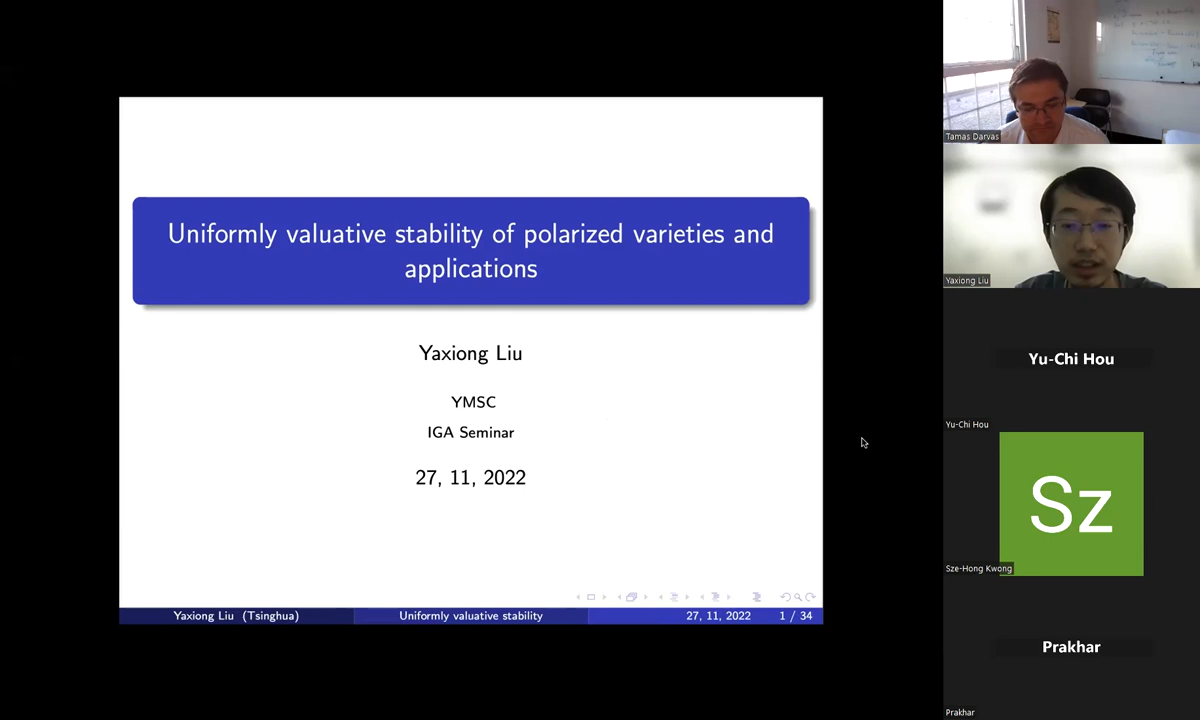 Uniformly valuative stability of polarized varieties and
applications
Yaxiong Liu
YMSC
IGA Seminar
27, 11, 2022
Yaxiong Liu (Tsinghua)
Uniformly valuative stability
27, 11, 2022
1 / 34
Tamas Darvas
Yaxiong Liu
Yu-Chi Hou
Yu-Chi Hou
Sz
Sze-Hong Kwong
Prakhar
Prakhar